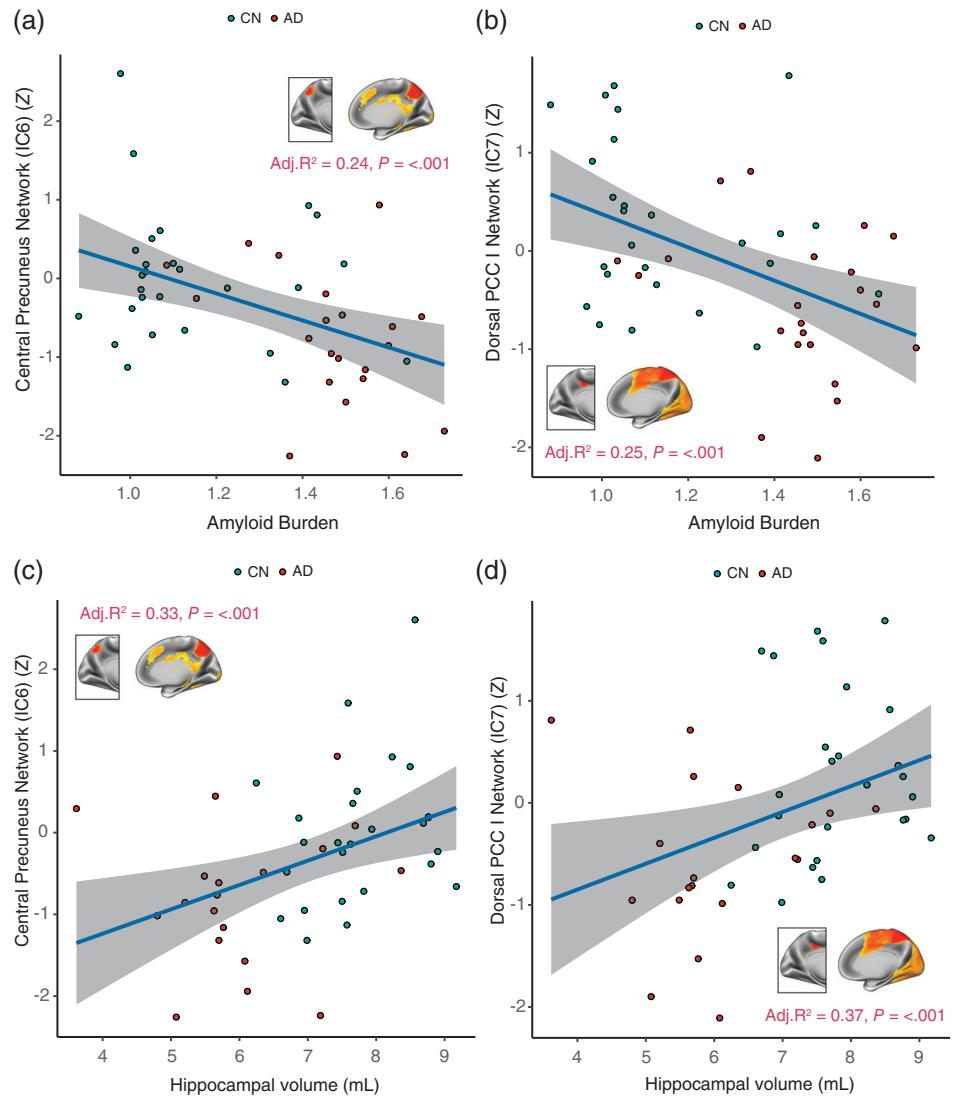 (a)
CN AD
Central Precuneus Network (IC6) (Z)
2
1
0
-1
-2
Adj.R² = 0.24, P = <.001
1.0 1.2 1.4 1.6
Amyloid Burden
(b)
CN AD
Dorsal PCC I Network (IC7) (Z)
1
0
-1
-2
Adj.R² = 0.25, P = <.001
1.0 1.2 1.4 1.6
Amyloid Burden
(c)
CN AD
Adj.R² = 0.33, P = <.001
Central Precuneus Network (IC6) (Z)
2
1
0
-1
-2
4 5 6 7 8 9
Hippocampal volume (mL)
(d)
CN AD
Dorsal PCC I Network (IC7) (Z)
1
0
-1
-2
Adj.R² = 0.37, P = <.001
4 5 6 7 8 9
Hippocampal volume (mL)